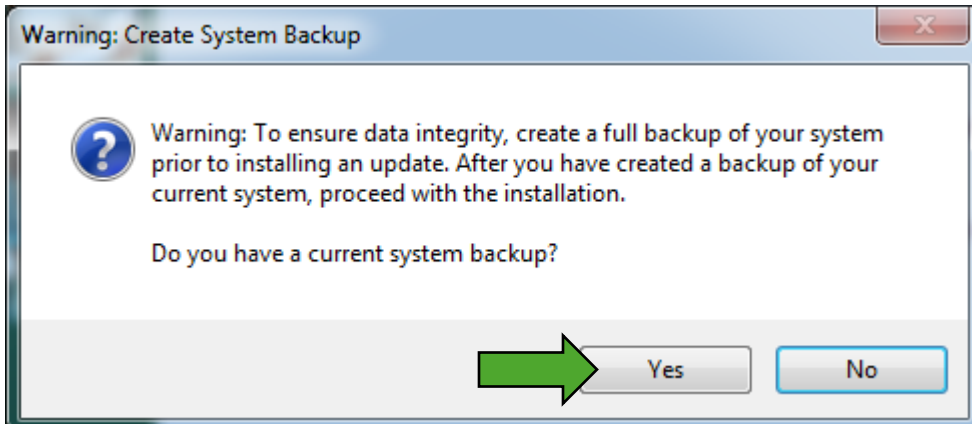 Warning: Create System Backup
Warning: To ensure data integrity, create a full backup of your system
prior to installing an update. After you have created a backup of your
current system, proceed with the installation.
Do you have a current system backup?
Yes
No